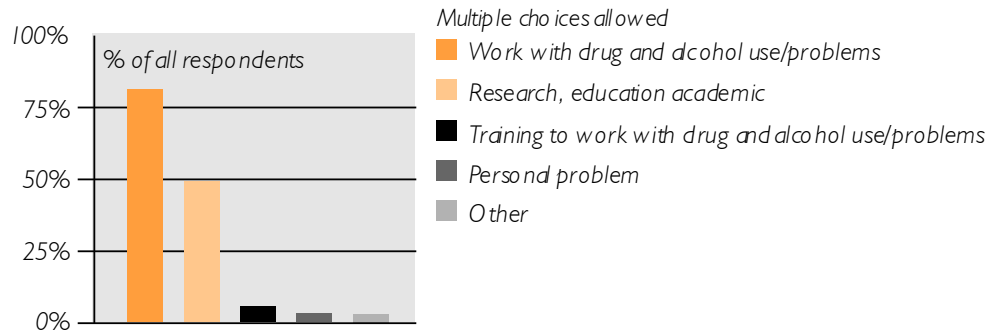 Multiple choices allowed
100%
% of all respondents
Work with drug and alcohol use/problems
75%
Research, education academic
Training to work with drug and alcohol use/problems
50%
Personal problem
Other
25%
0%